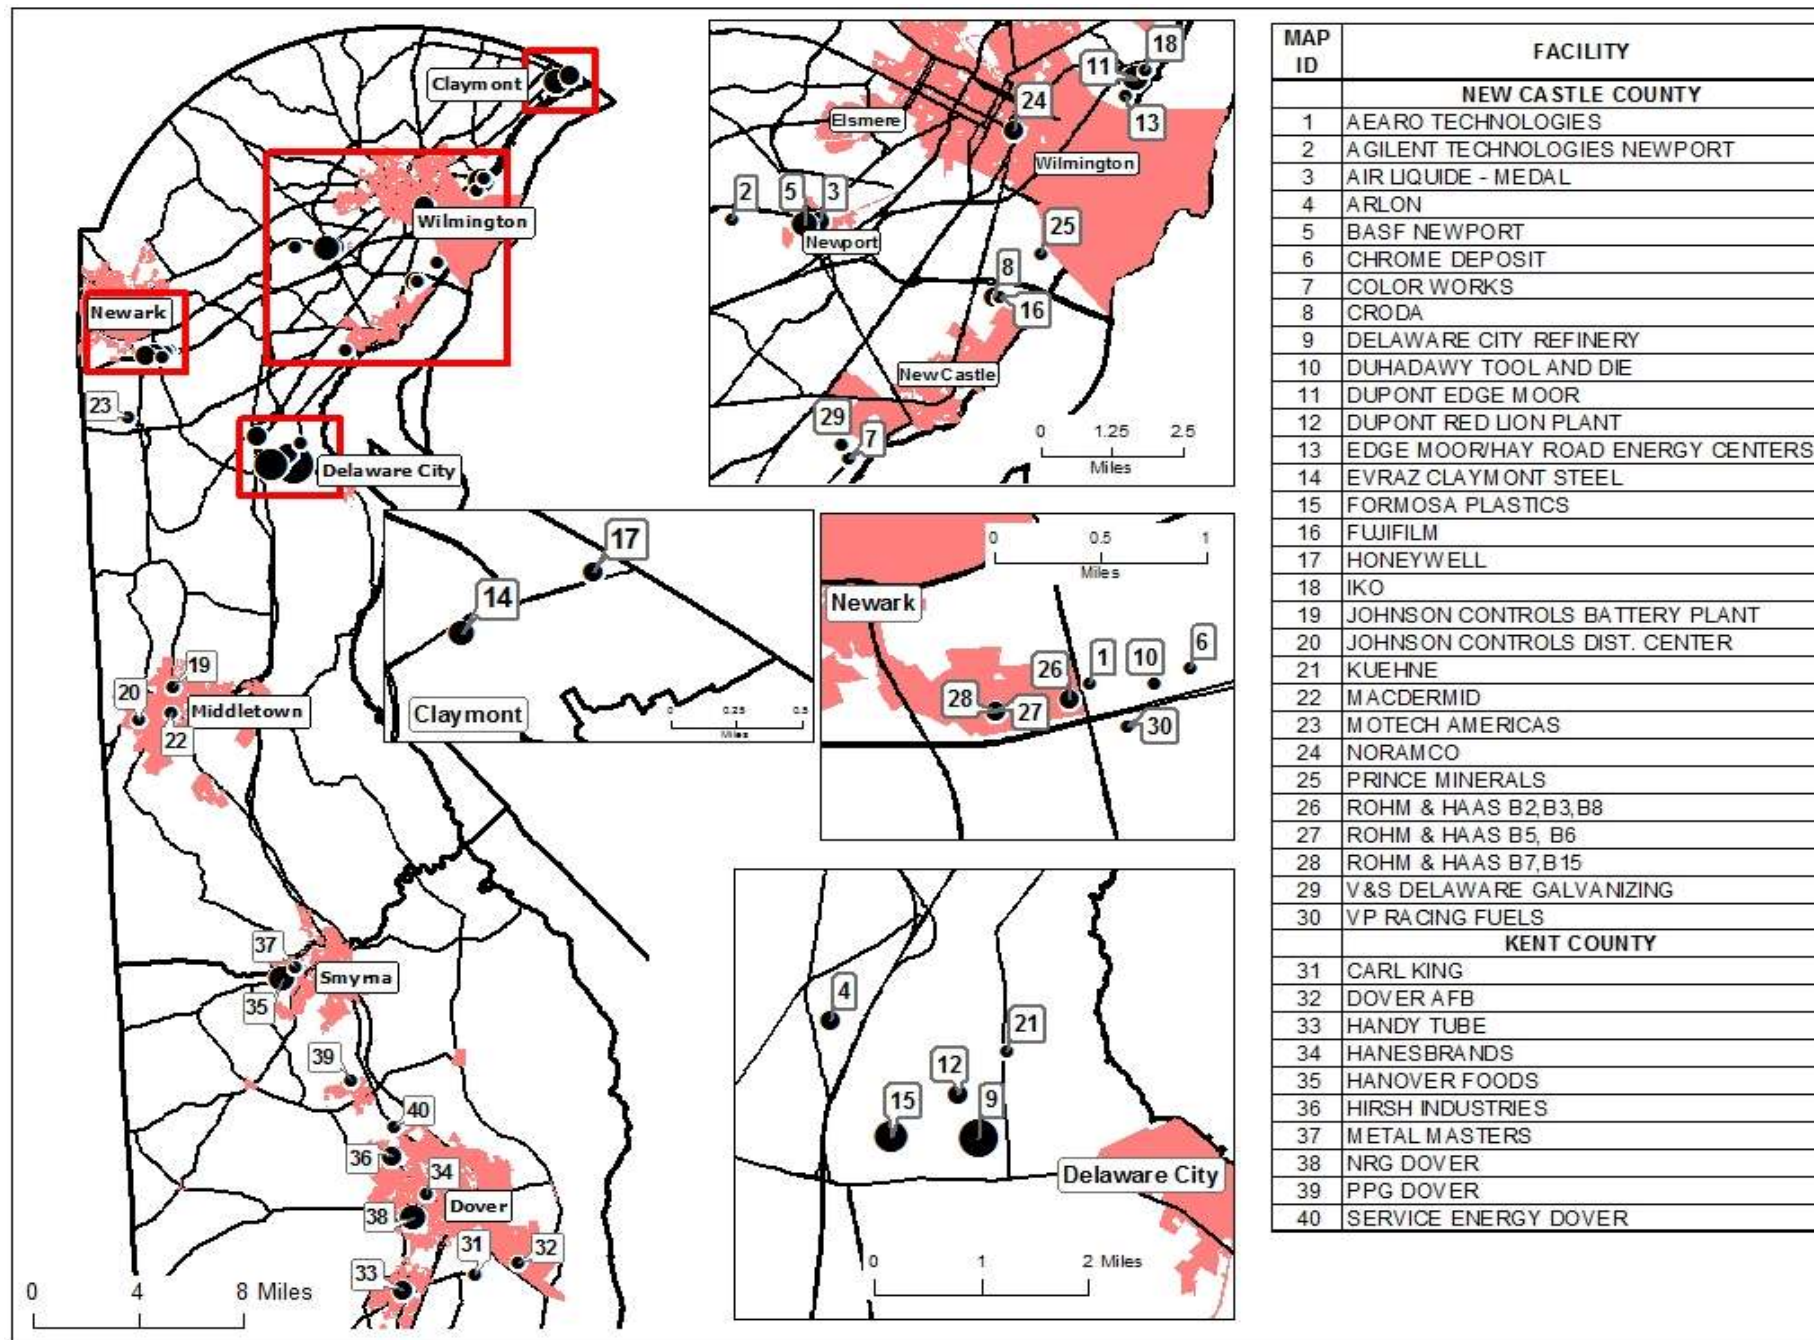 Claymont
Wilmington
Newark
23
Delaware City
19
20
Middletown
22
37
Smyrna
35
39
40
36
34
Dover
38
31
32
33
0 4 8 Miles
18
11
24
13
Elsmere
Wilmington
2
5
3
25
Newport
8
16
New Castle
29
7
0 1.25 2.5
Miles
17
14
Claymont
0 0.25 0.5
Miles
0 0.5 1
Miles
Newark
6
1
10
26
28
27
30
4
21
12
15
9
Delaware City
0 1 2 Miles
MAP ID FACILITY
NEW CASTLE COUNTY
1 AEARO TECHNOLOGIES
2 AGILENT TECHNOLOGIES NEWPORT
3 AIR LIQUIDE - MEDAL
4 ARLON
5 BASF NEWPORT
6 CHROME DEPOSIT
7 COLOR WORKS
8 CRODA
9 DELAWARE CITY REFINERY
10 DUHADAWY TOOL AND DIE
11 DUPONT EDGE MOOR
12 DUPONT RED LION PLANT
13 EDGE MOOR/HAY ROAD ENERGY CENTERS
14 EVRAZ CLAYMONT STEEL
15 FORMOSA PLASTICS
16 FUJIFILM
17 HONEYWELL
18 IKO
19 JOHNSON CONTROLS BATTERY PLANT
20 JOHNSON CONTROLS DIST. CENTER
21 KUEHNE
22 MACDERMID
23 MOTECH AMERICAS
24 NORAMCO
25 PRINCE MINERALS
26 ROHM & HAAS B2,B3,B8
27 ROHM & HAAS B5, B6
28 ROHM & HAAS B7,B15
29 V&S DELAWARE GALVANIZING
30 VP RACING FUELS
KENT COUNTY
31 CARL KING
32 DOVER AFB
33 HANDY TUBE
34 HANESBRANDS
35 HANOVER FOODS
36 HIRSH INDUSTRIES
37 METAL MASTERS
38 NRG DOVER
39 PPG DOVER
40 SERVICE ENERGY DOVER